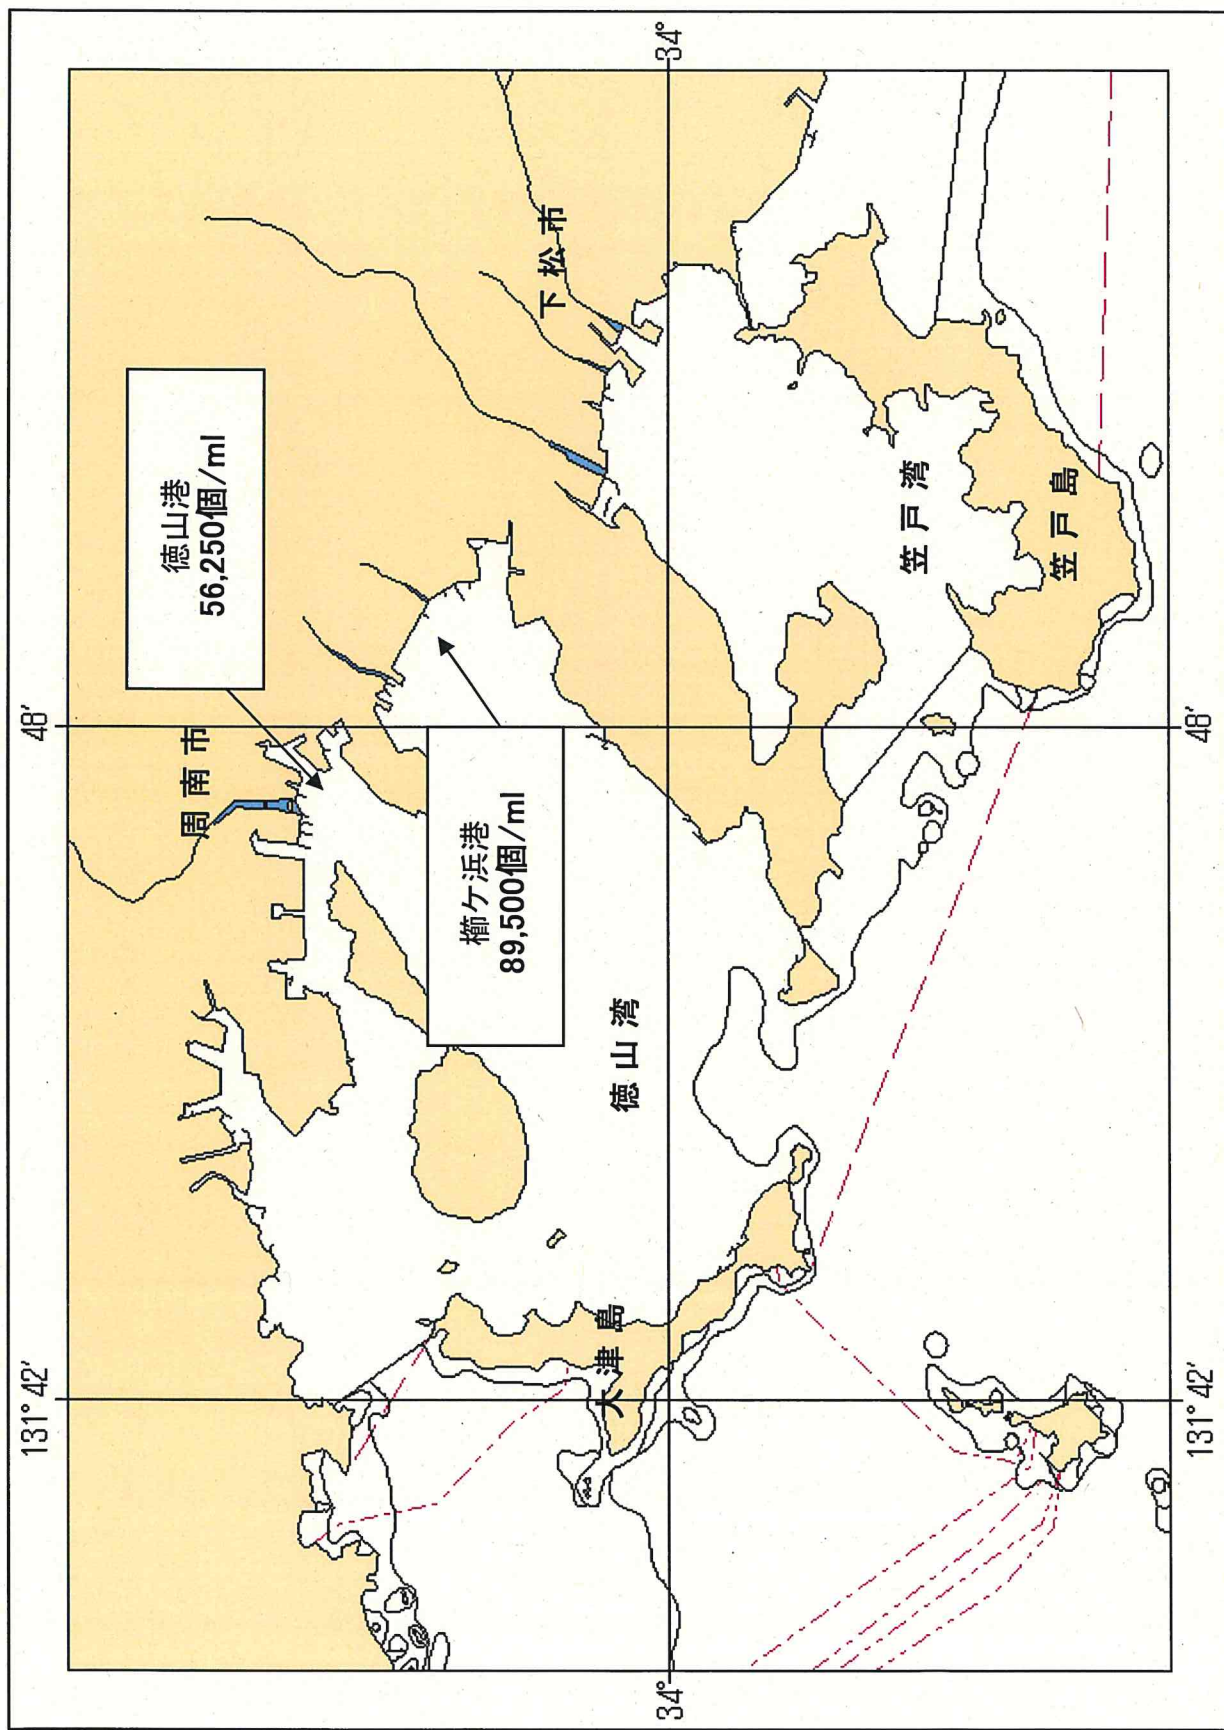 131° 42′
48′
周南市
徳山港
56,250個/ml
下松市
34°
34°
櫛ケ浜港
89,500個/ml
大津島
徳山湾
笠戸湾
笠戸島
131° 42′
48′